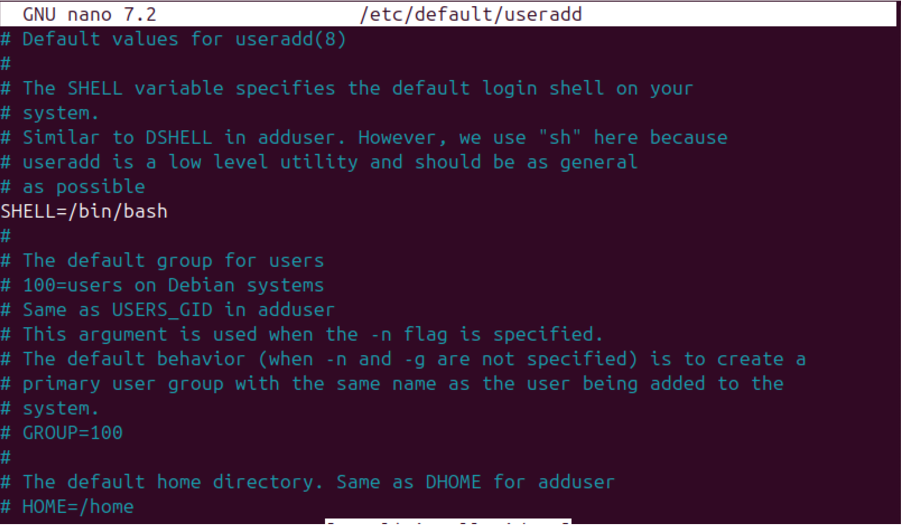 GNU nano 7.2 /etc/default/useradd
# Default values for useradd(8)
#
# The SHELL variable specifies the default login shell on your
# system.
# Similar to DSHELL in adduser. However, we use "sh" here because
# useradd is a low level utility and should be as general
# as possible
SHELL=/bin/bash
#
# The default group for users
# 100=users on Debian systems
# Same as USERS_GID in adduser
# This argument is used when the -n flag is specified.
# The default behavior (when -n and -g are not specified) is to create a
# primary user group with the same name as the user being added to the
# system.
# GROUP=100
#
# The default home directory. Same as DHOME for adduser
# HOME=/home